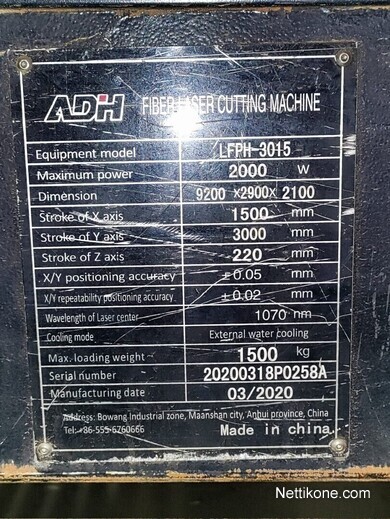 ADH FIBER LASER CUTTING MACHINE
Equipment model LFPH-3015
Maximum power 2000 W
Dimension 9200 ×2900× 2100
Stroke of X axis 1500 mm
Stroke of Y axis 3000 mm
Stroke of Z axis 220 mm
X/Y positioning accuracy ±0.05 mm
X/Y repeatability positioning accuracy ±0.02 mm
Wavelength of Laser center 1070 nm
Cooling mode External water cooling
Max. loading weight 1500 kg
Serial number 20200318P0258A
Manufacturing date 03/2020
Address: Bowang Industrial zone, Maanshan city, Anhui province, China
Tel:+86-555-6760666 Made in china
Nettikone.com